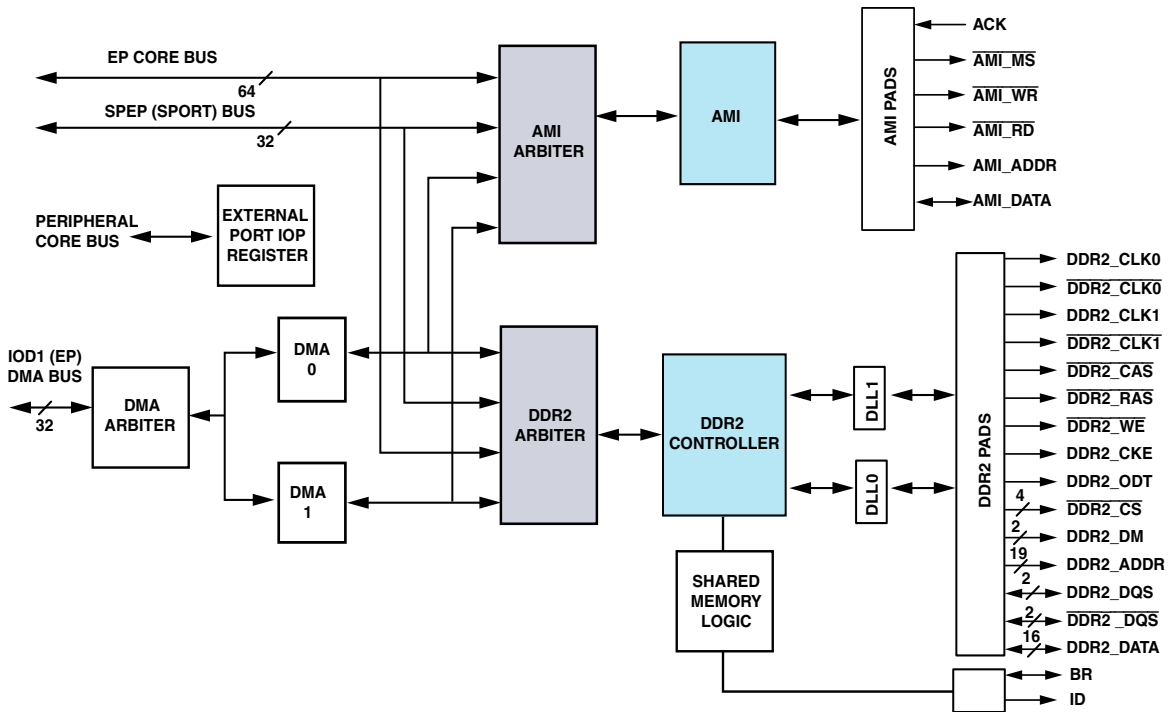 EP CORE BUS
64
SPEP (SPORT) BUS
32
PERIPHERAL
CORE BUS
EXTERNAL
PORT IOP
REGISTER
AMI
ARBITER
AMI
AMI PADS
ACK
AMI_MS
AMI_WR
AMI_RD
AMI_ADDR
AMI_DATA
IOD1 (EP)
DMA BUS
32
DMA
ARBITER
DMA
0
DMA
1
DDR2
ARBITER
DDR2
CONTROLLER
DLL1
DLL0
SHARED
MEMORY
LOGIC
DDR2 PADS
DDR2_CLK0
DDR2_CLK0
DDR2_CLK1
DDR2_CLK1
DDR2_CAS
DDR2_RAS
DDR2_WE
DDR2_CKE
DDR2_ODT
4 DDR2_CS
2 DDR2_DM
19 DDR2_ADDR
2 DDR2_DQS
2 DDR2_DQS
16 DDR2_DATA
BR
ID